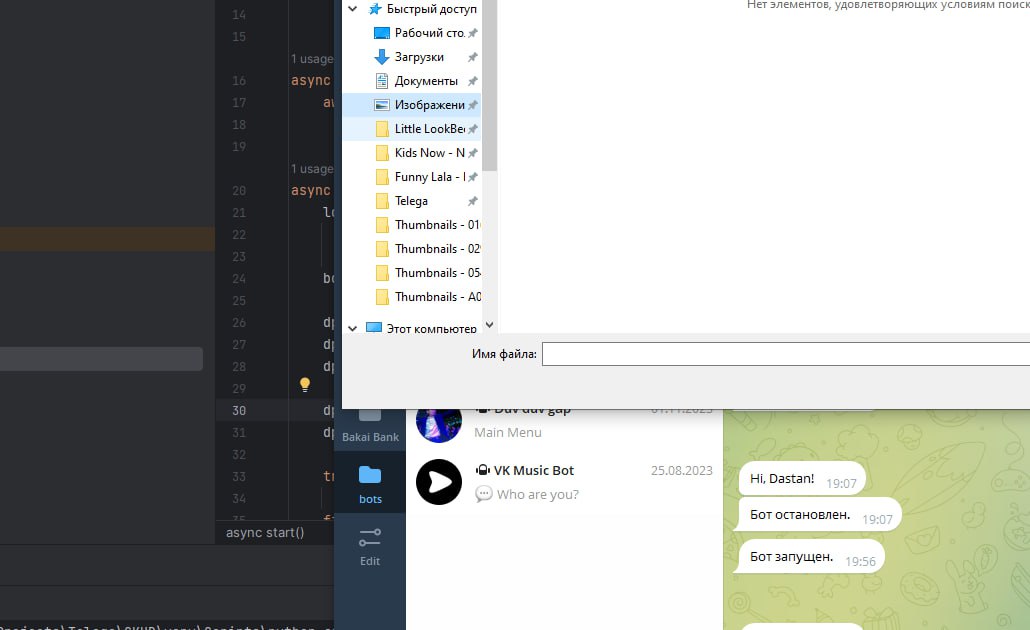 14
15
1 usage
16 async
17 aw
18
19
1 usage
20 async
21 lo
22
23
24 bo
25
26 dp
27 dp
28 dp
29
30 dp
31 dp
32
33 tr
34
35
async start()
Быстрый доступ
Рабочий сто.
Загрузки
Документы
Изображени
Little LookBe
Kids Now - N
Funny Lala -
Telega
Thumbnails - 01
Thumbnails - 02
Thumbnails - 05
Thumbnails - A0
Этот компьютер
Нет элементов, удовлетворяющих условиям поиск
Имя файла:
Bakai Bank
bots
Edit
Duv duv gap 01.11.2023
Main Menu
VK Music Bot 25.08.2023
Who are you?
Hi, Dastan! 19:07
Бот остановлен. 19:07
Бот запущен. 19:56